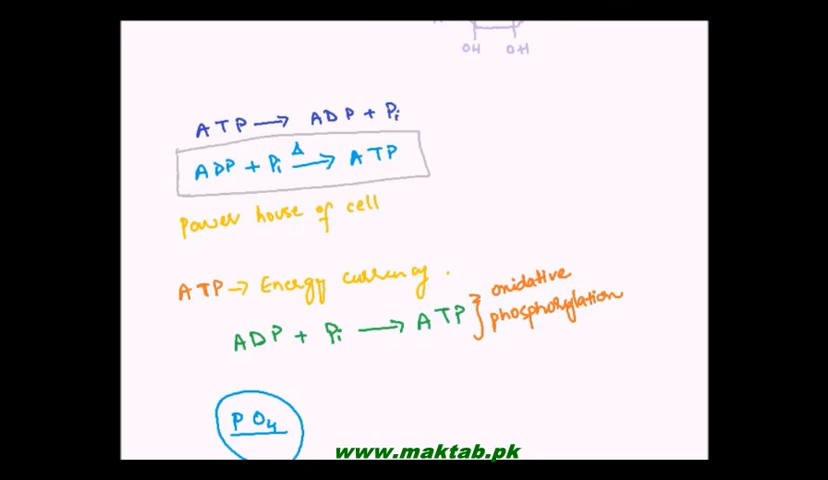 OH OH
ATP → ADP + Pi
ADP + Pi Δ→ ATP
Power house of cell
ATP → Energy currency.
oxidative
ADP + Pi → ATP } phosphorylation
PO4
www.maktab.pk